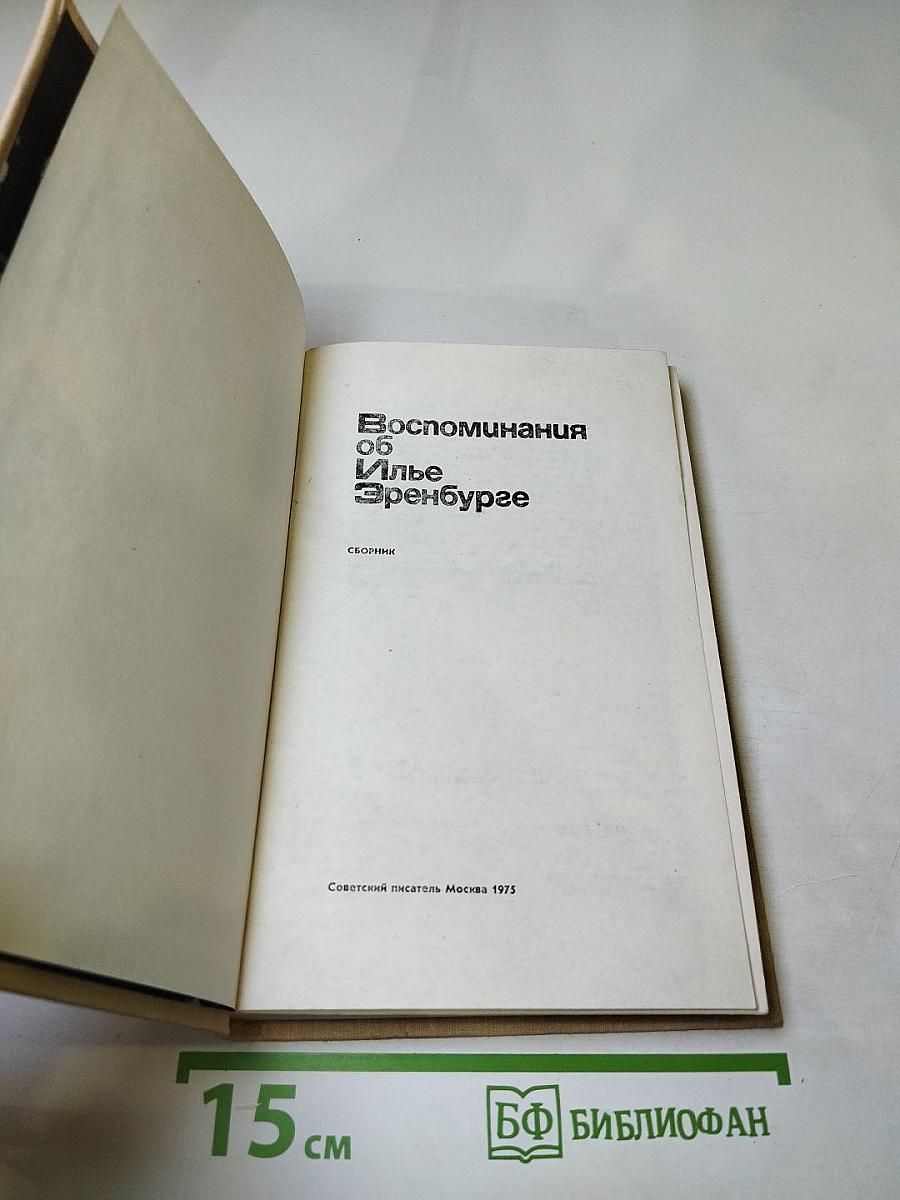 Воспоминания
об
Илье
Эренбурге
СБОРНИК
Советский писатель Москва 1975
15 см
БФ БИБЛИОФАН